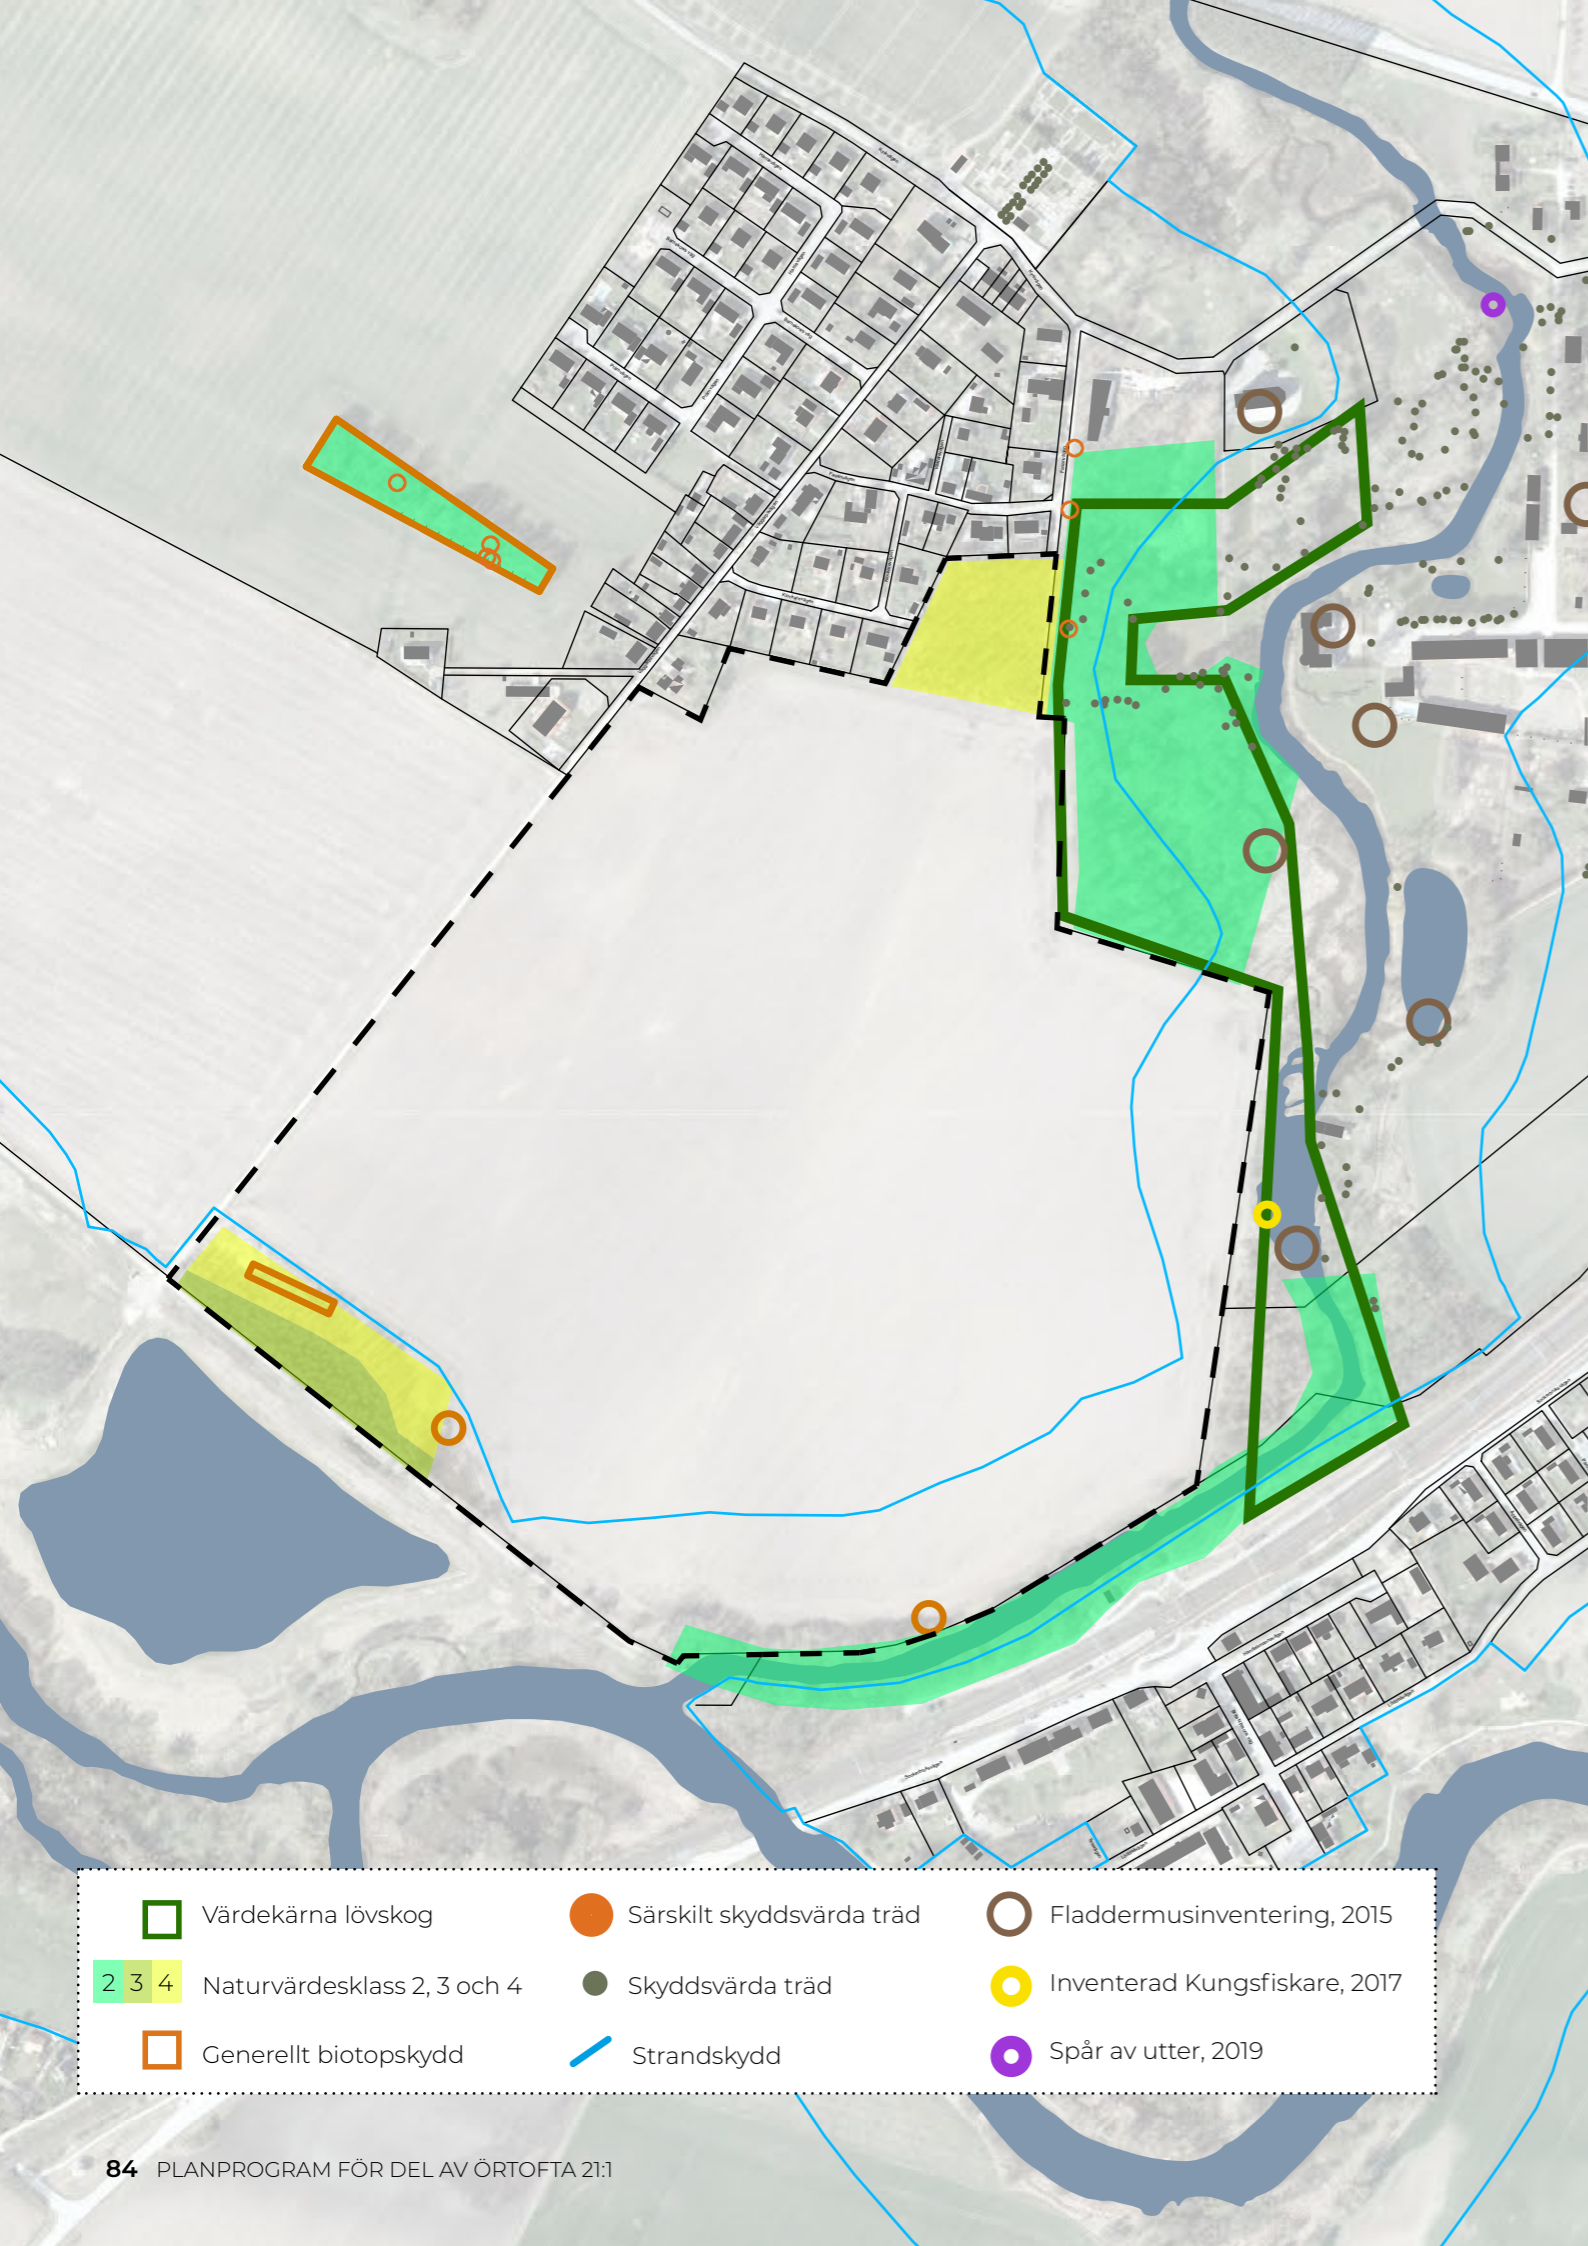 Värdekärna lövskog
2 3 4 Naturvärdesklass 2, 3 och 4
Generellt biotopskydd
Särskilt skyddsvärda träd
Skyddsvärda träd
Strandskydd
Fladdermusinventering, 2015
Inventerad Kungsfiskare, 2017
Spår av utter, 2019
84 PLANPROGRAM FÖR DEL AV ÖRTOFTA 21:1